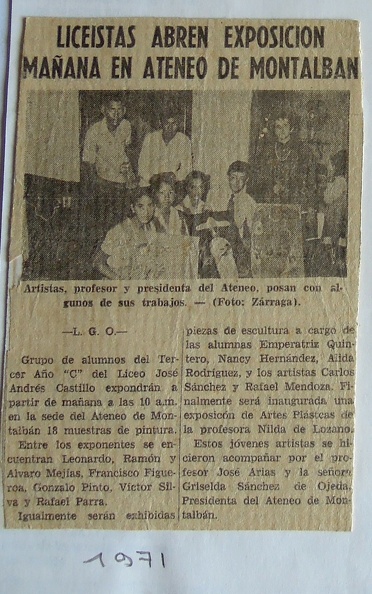 LICEISTAS ABREN EXPOSICION
MAÑANA EN ATENEO DE MONTALBAN
Artistas, profesor y presidenta del Ateneo, posan con al-
gunos de sus trabajos. — (Foto: Zárraga).
—L. G. O.—
Grupo de alumnos del Ter-
cer Año "C" del Liceo José
Andrés Castillo expondrán a
partir de mañana a las 10 a.m.
en la sede del Ateneo de Mon-
talbán 18 muestras de pintura.
Entre los exponentes se en-
cuentran Leonardo, Ramón y
Alvaro Mejías, Francisco Figue-
roa, Gonzalo Pinto, Víctor Sil-
va y Rafael Parra.
Igualmente serán exhibidas
piezas de escultura a cargo de
las alumnas Emperatriz Quin-
tero, Nancy Hernández, Alida
Rodríguez, y los artistas Carlos
Sánchez y Rafael Mendoza. Fi-
nalmente será inaugurada una
exposicón de Artes Plástcas de
la profesora Nilda de Lozano.
Estos jóvenes artistas se hi-
cieron acompañar por el pro-
fesor José Arias y la señora
Griselda Sánchez de Ojeda,
Presidenta del Ateneo de Mon-
talbán.
1971